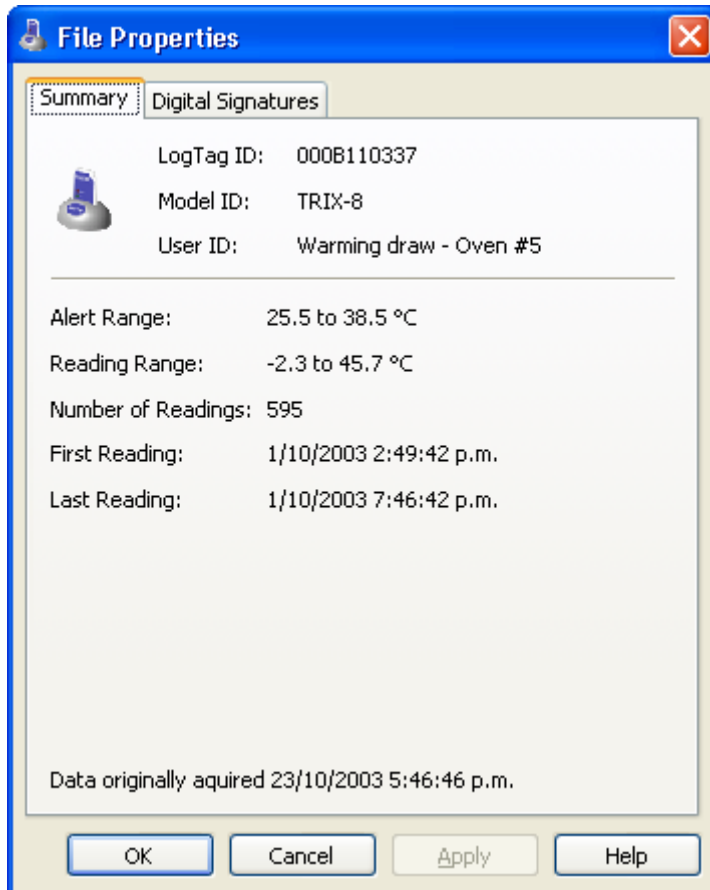 File Properties
Summary Digital Signatures
LogTag ID: 000B110337
Model ID: TRIX-8
User ID: Warming draw - Oven #5
Alert Range: 25.5 to 38.5 °C
Reading Range: -2.3 to 45.7 °C
Number of Readings: 595
First Reading: 1/10/2003 2:49:42 p.m.
Last Reading: 1/10/2003 7:46:42 p.m.
Data originally aquired 23/10/2003 5:46:46 p.m.
OK Cancel Apply Help